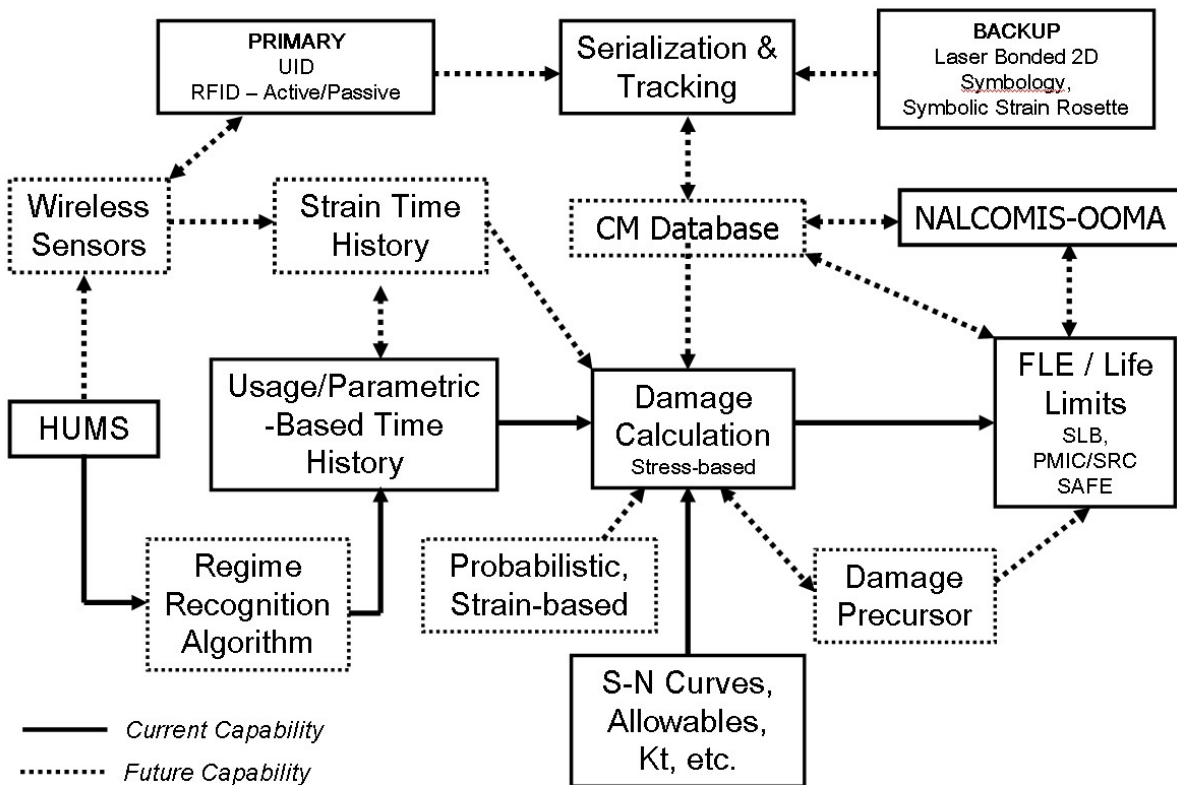 PRIMARY
UID
RFID – Active/Passive
Serialization &
Tracking
BACKUP
Laser Bonded 2D
Symbology,
Symbolic Strain Rosette
Wireless
Sensors
Strain Time
History
CM Database
NALCOMIS-OOMA
HUMS
Usage/Parametric
-Based Time
History
Damage
Calculation
Stress-based
FLE / Life
Limits
SLB,
PMIC/SRC
SAFE
Regime
Recognition
Algorithm
Probabilistic,
Strain-based
Damage
Precursor
S-N Curves,
Allowables,
Kt, etc.
Current Capability
Future Capability